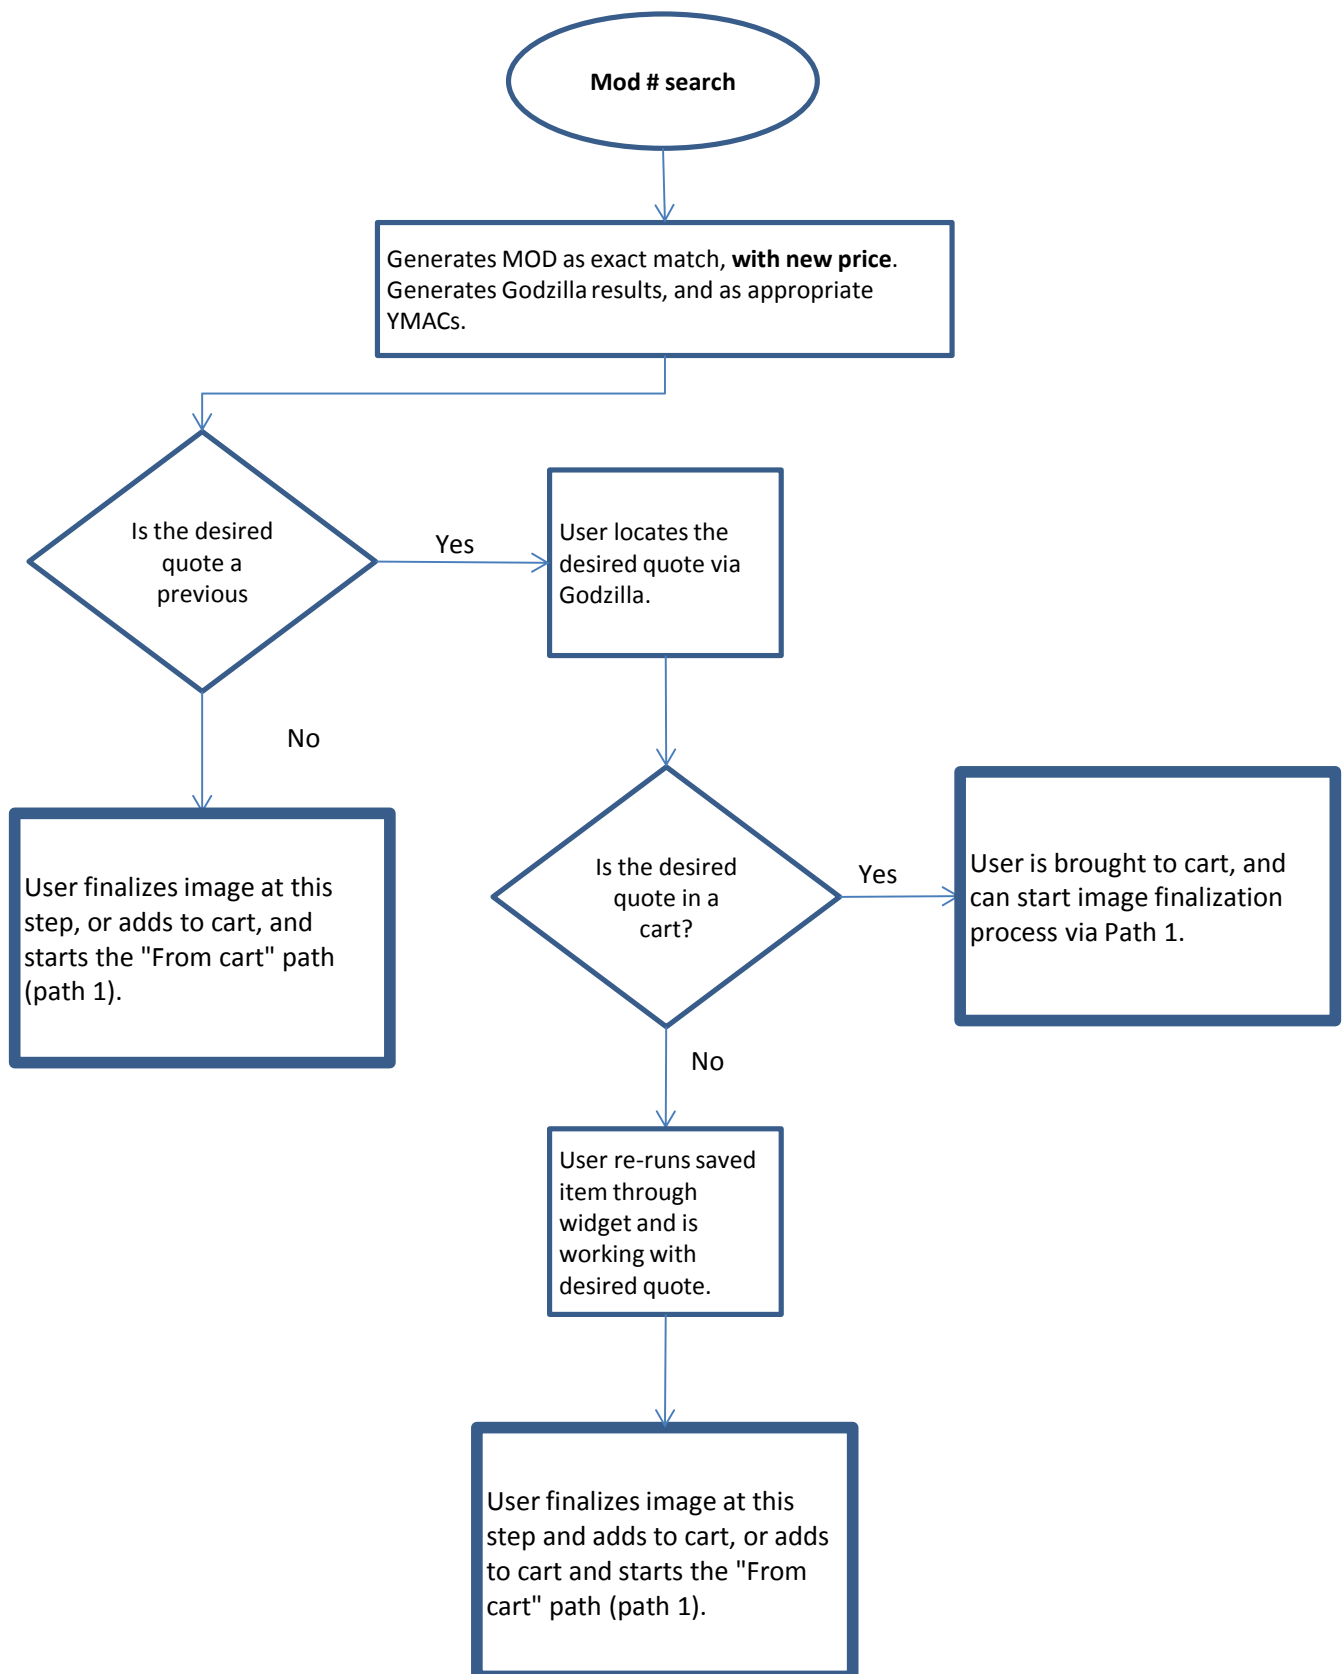 Mod # search
Generates MOD as exact match, with new price.
Generates Godzilla results, and as appropriate
YMACs.
Is the desired
quote a
previous
Yes
User locates the
desired quote via
Godzilla.
No
Is the desired
quote in a
cart?
Yes
User is brought to cart, and
can start image finalization
process via Path 1.
User finalizes image at this
step, or adds to cart, and
starts the "From cart" path
(path 1).
No
User re-runs saved
item through
widget and is
working with
desired quote.
User finalizes image at this
step and adds to cart, or adds
to cart and starts the "From
cart" path (path 1).